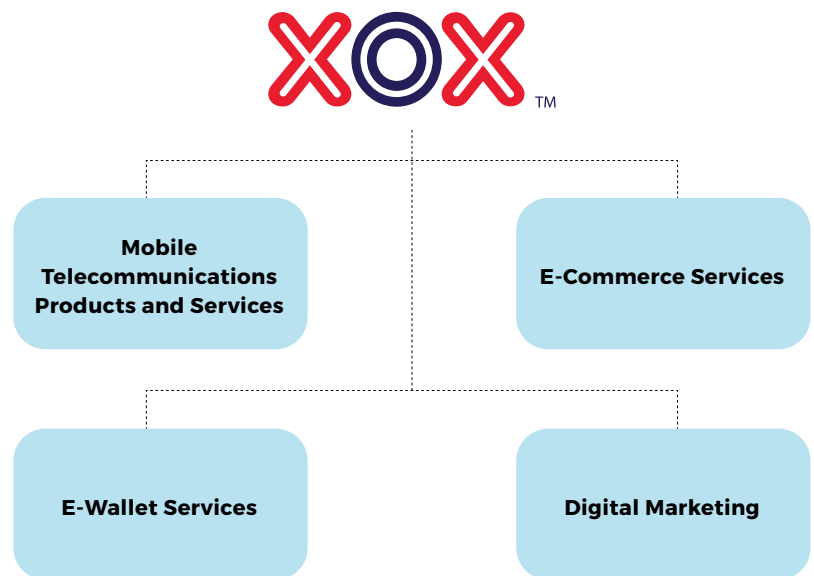 XOX
TM
Mobile
Telecommunications
Products and Services
E-Commerce Services
E-Wallet Services
Digital Marketing